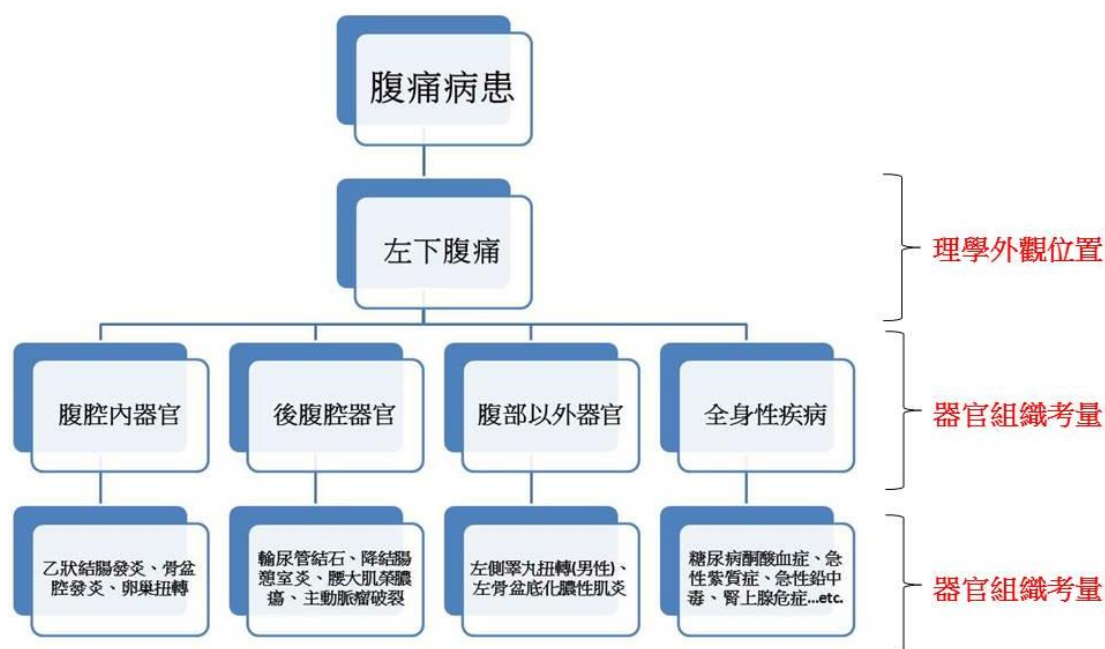 腹痛病患
左下腹痛
理學外觀位置
腹腔內器官
後腹腔器官
腹部以外器官
全身性疾病
器官組織考量
乙狀結腸發炎、骨盆
腔發炎、卵巢扭轉
輸尿管結石、降結腸
憩室炎、腰大肌榮膿
瘍、主動脈瘤破裂
左側睪丸扭轉(男性)、
左骨盆底化膿性肌炎
糖尿病酮酸血症、急
性紫質症、急性鉛中
毒、腎上腺危症...etc.
器官組織考量